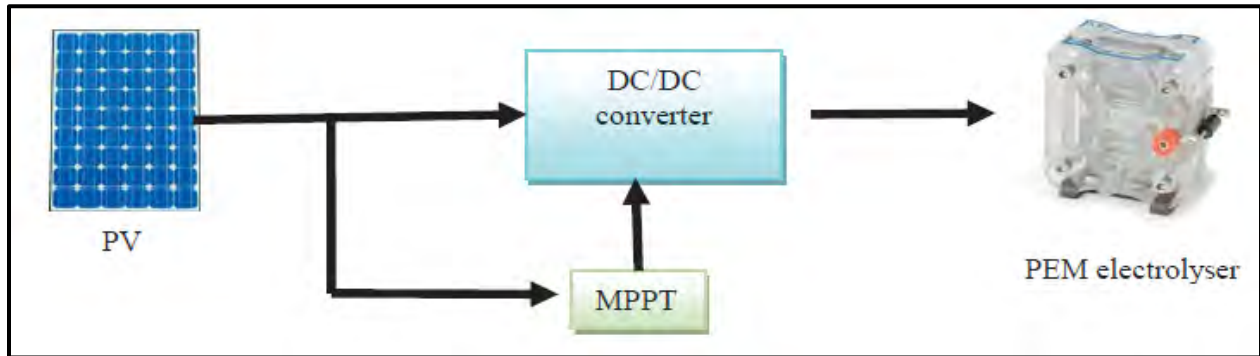 PV
DC/DC
converter
MPPT
PEM electrolyser